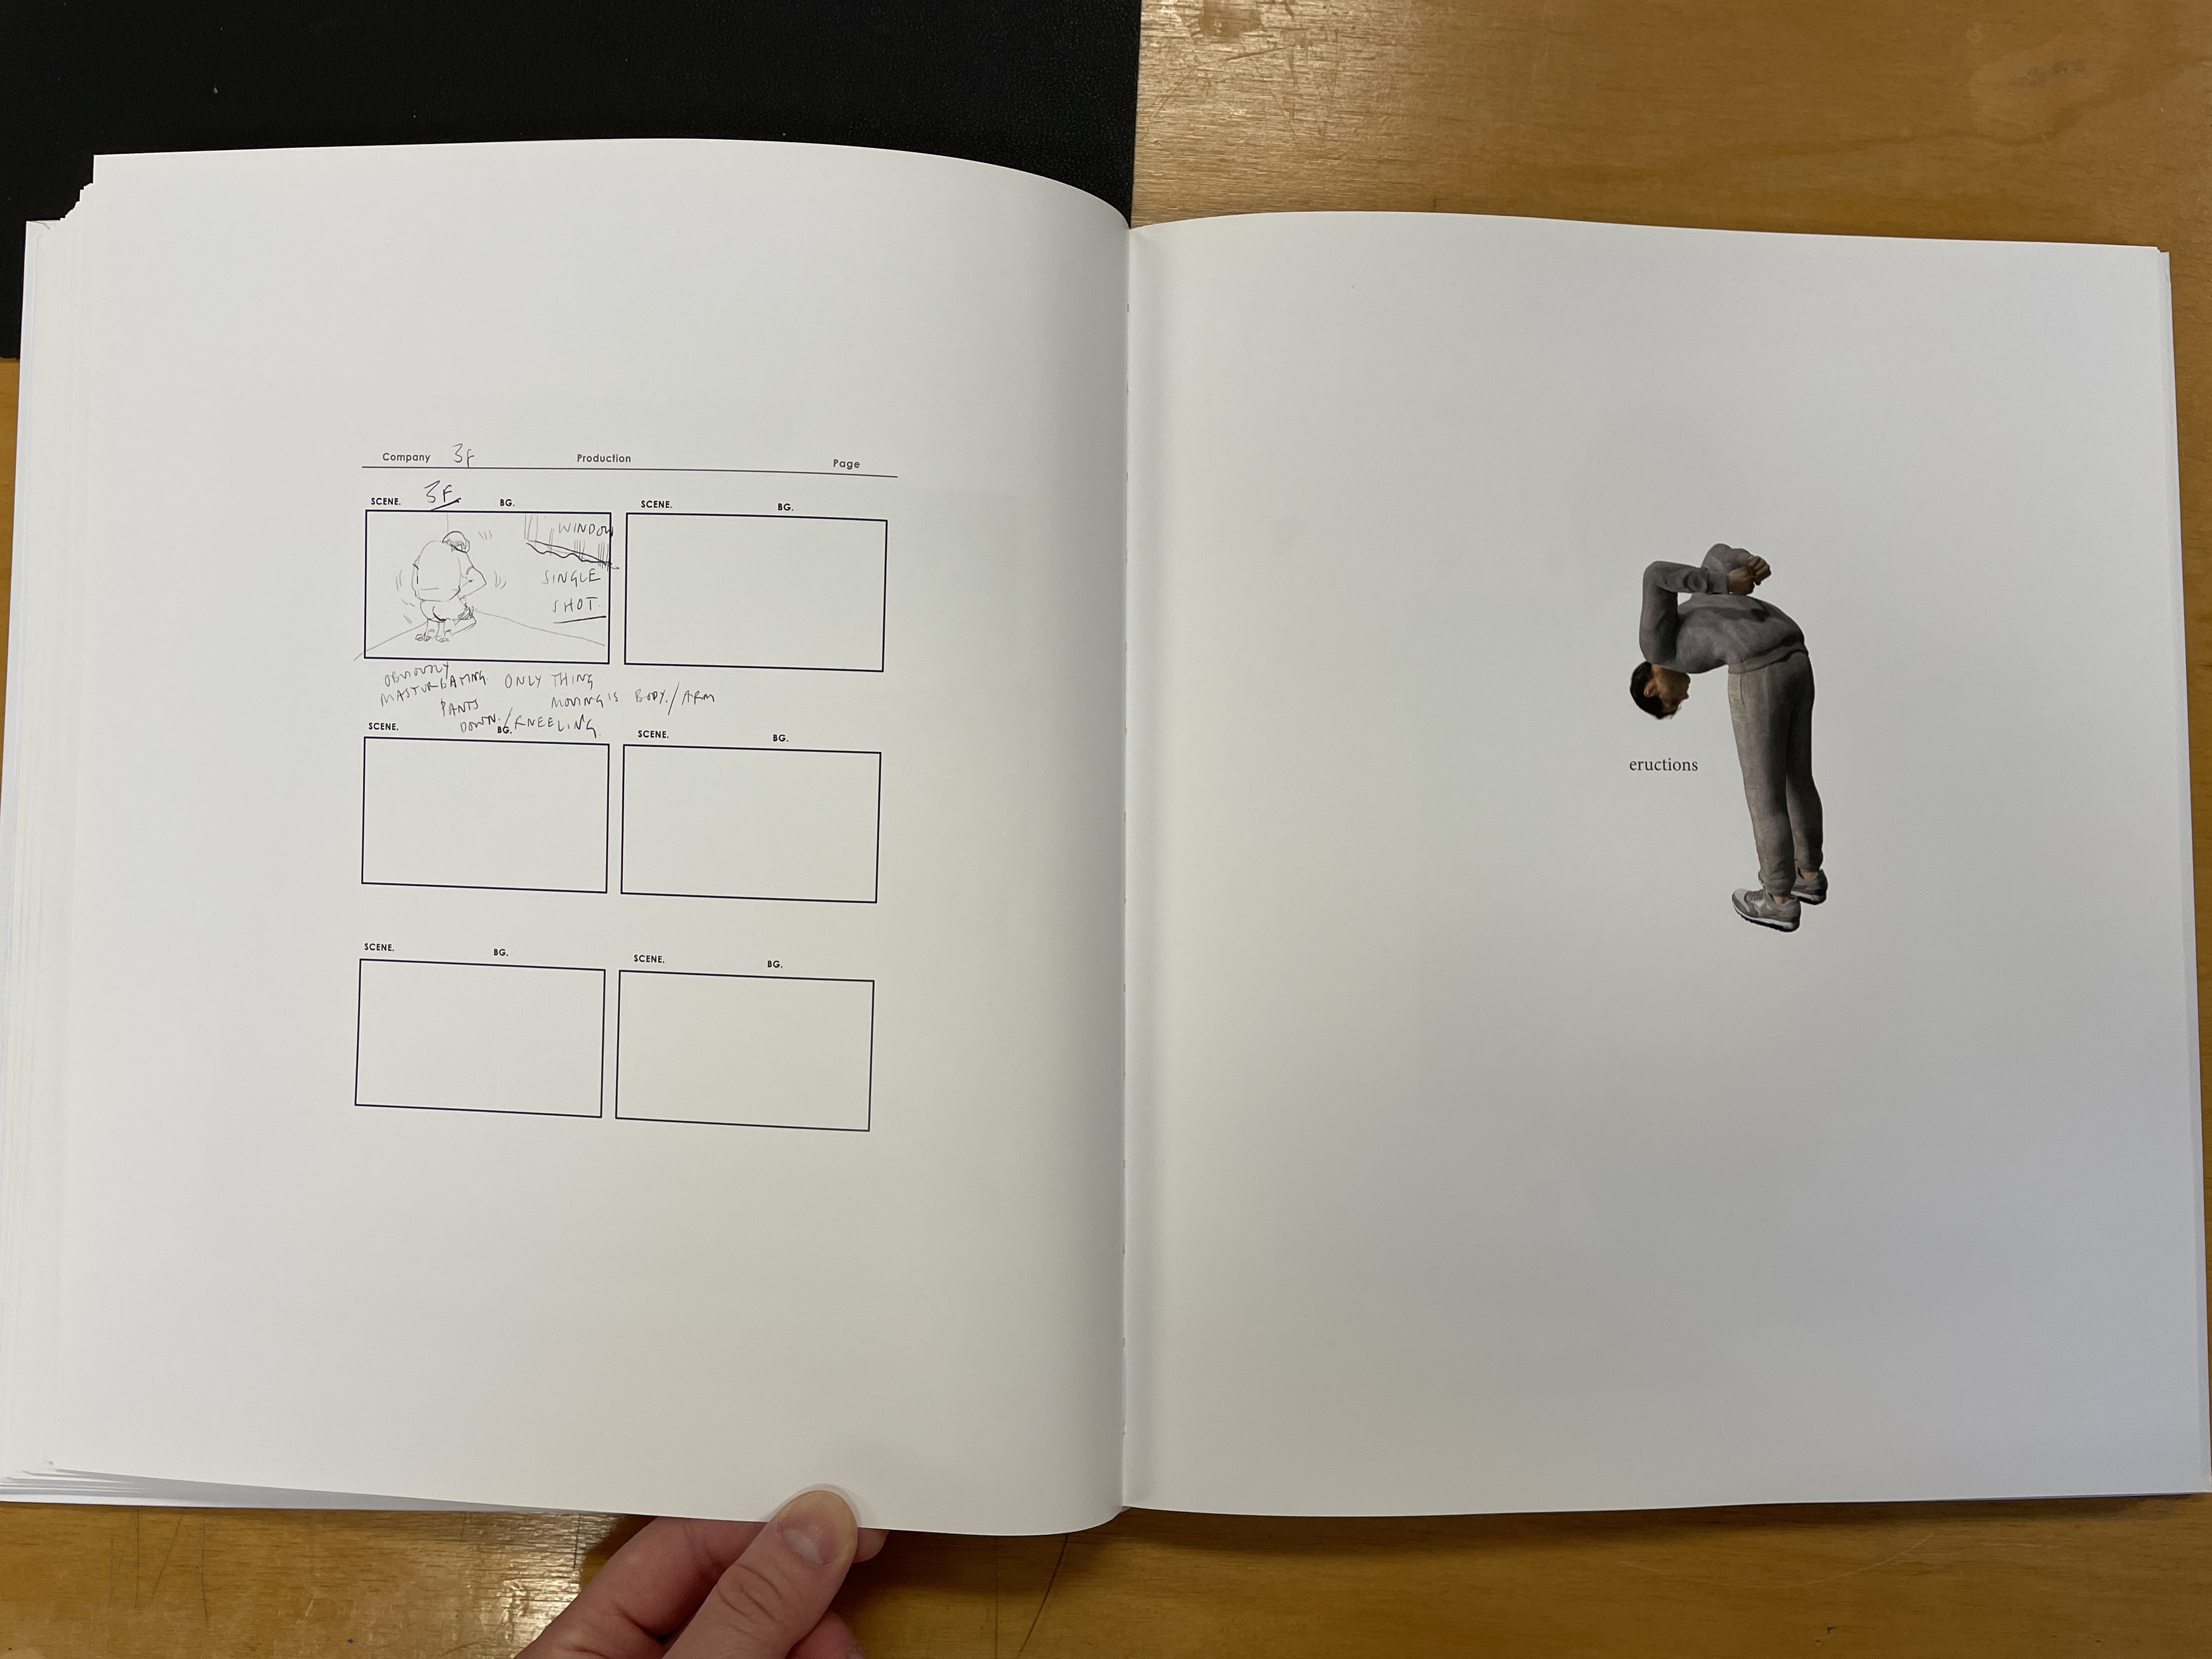 Company 3F Production Page
SCENE. 3F BG.
SCENE. BG.
WINDOW
SINGLE
SHOT.
OBVIOUSLY
MASTURBATING. ONLY THING
PANTS MOVING IS BODY./ARM
DOWN./KNEELING.
SCENE. BG.
SCENE. BG.
SCENE. BG.
SCENE. BG.
eructions